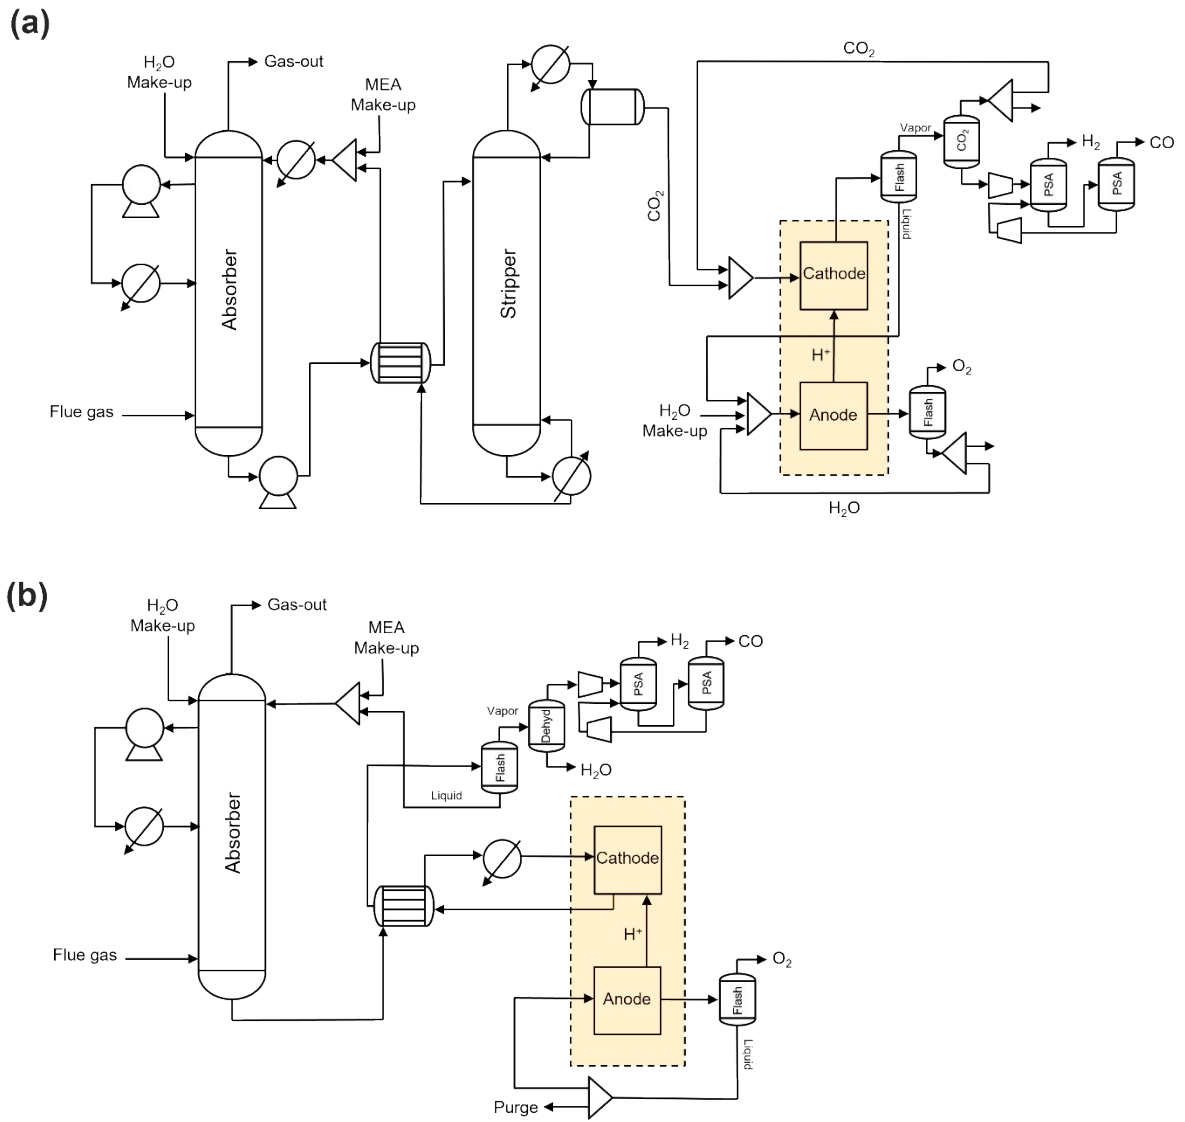 (a)
H₂O
Make-up
Gas-out
MEA
Make-up
CO₂
Vapor
CO₂
H₂
CO
Flash
PSA
PSA
Liquid
CO₂
Absorber
Stripper
Cathode
H⁺
O₂
Flue gas
H₂O
Make-up
Anode
Flash
H₂O
(b)
H₂O
Make-up
Gas-out
MEA
Make-up
H₂
CO
PSA
PSA
Vapor
Dehyd
Flash
H₂O
Liquid
Absorber
Cathode
H⁺
Flue gas
O₂
Anode
Flash
Liquid
Purge